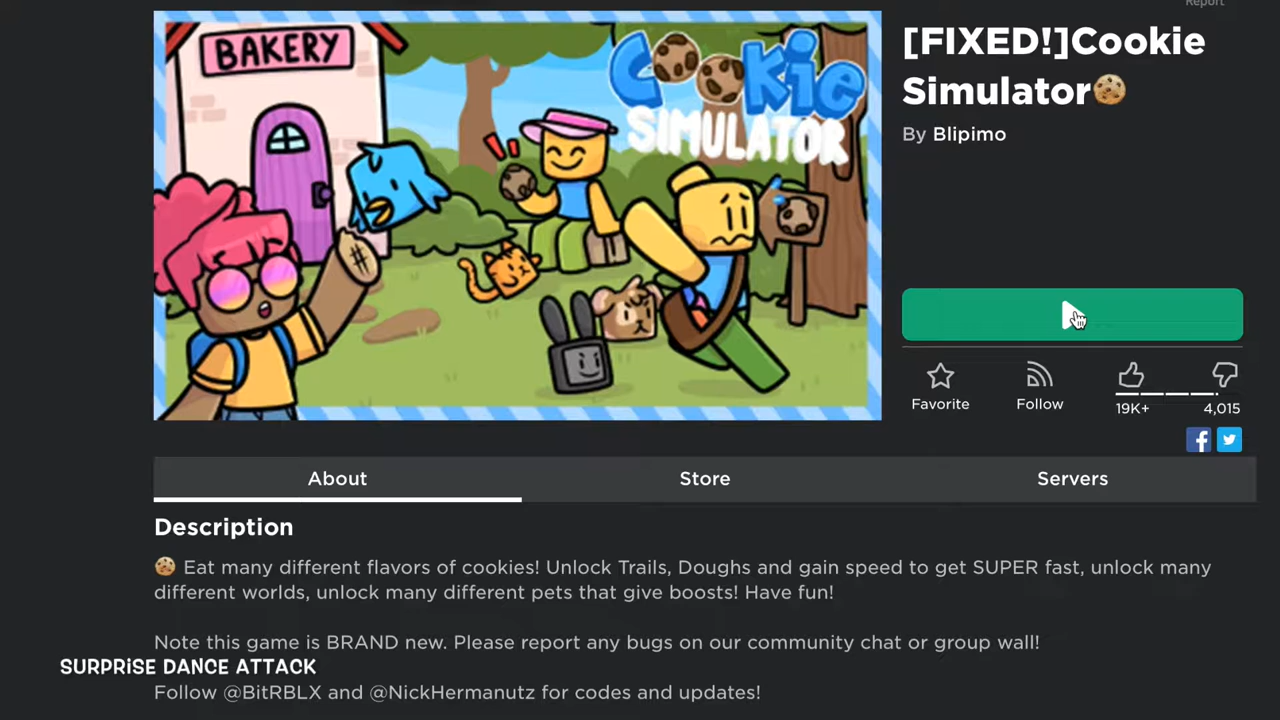 Report
BAKERY
Cookie
SIMULATOR
[FIXED!]Cookie
Simulator🍪
By Blipimo
#
Favorite
Follow
19K+
4,015
About
Store
Servers
Description
🍪 Eat many different flavors of cookies! Unlock Trails, Doughs and gain speed to get SUPER fast, unlock many
different worlds, unlock many different pets that give boosts! Have fun!
Note this game is BRAND new. Please report any bugs on our community chat or group wall!
SURPRiSE DANCE ATTACK
Follow @BitRBLX and @NickHermanutz for codes and updates!